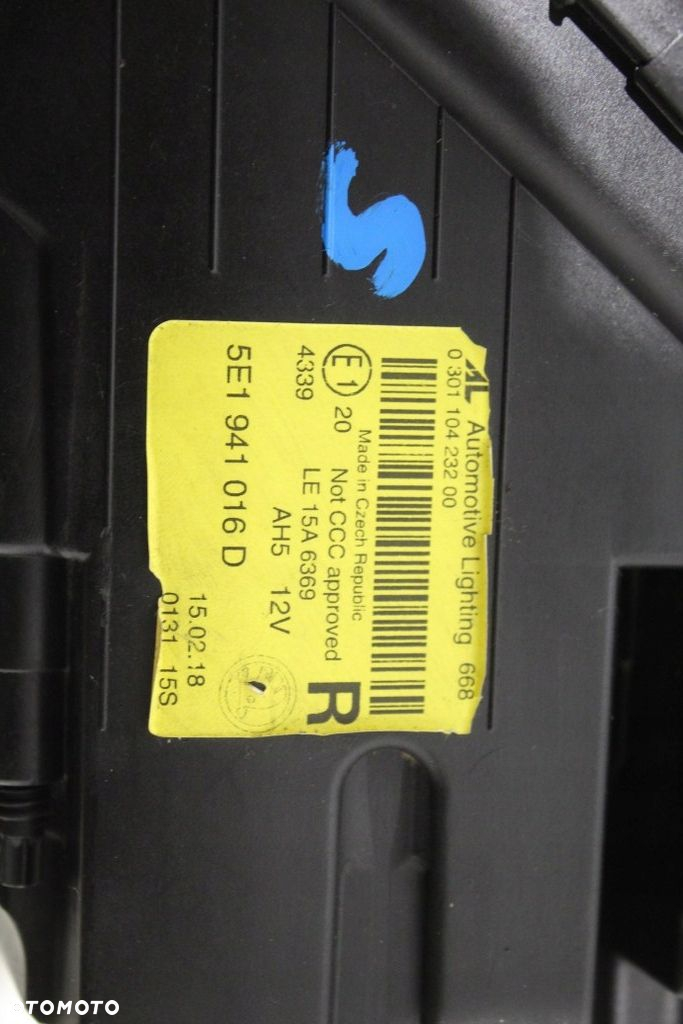 S
AL Automotive Lighting 668
0 301 104 232 00
Made in Czech Republic
E1 20 Not CCC approved R
4339 LE 15A 6369
AH5 12V
5E1 941 016 D
15.02.18
0131 15S
OTOMOTO